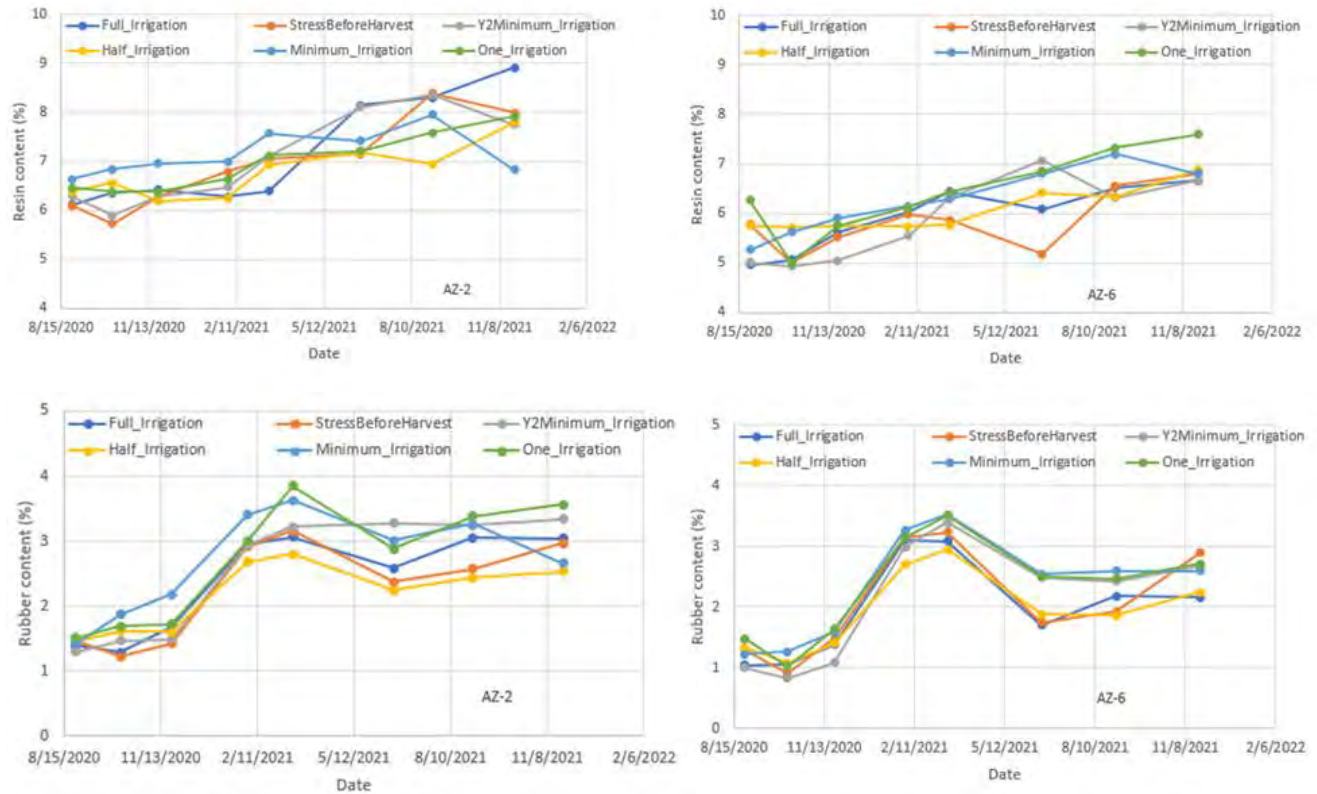 10
9
8
7
6
5
4
Resin content (%)
Full_Irrigation StressBeforeHarvest Y2Minimum_Irrigation
Half_Irrigation Minimum_Irrigation One_Irrigation
AZ-2
8/15/2020 11/13/2020 2/11/2021 5/12/2021 8/10/2021 11/8/2021 2/6/2022
Date
10
9
8
7
6
5
4
Resin content (%)
Full_Irrigation StressBeforeHarvest Y2Minimum_Irrigation
Half_Irrigation Minimum_Irrigation One_Irrigation
AZ-6
8/15/2020 11/13/2020 2/11/2021 5/12/2021 8/10/2021 11/8/2021 2/6/2022
Date
5
4
3
2
1
0
Rubber content (%)
Full_Irrigation StressBeforeHarvest Y2Minimum_Irrigation
Half_Irrigation Minimum_Irrigation One_Irrigation
AZ-2
8/15/2020 11/13/2020 2/11/2021 5/12/2021 8/10/2021 11/8/2021 2/6/2022
Date
5
4
3
2
1
0
Rubber content (%)
Full_Irrigation StressBeforeHarvest Y2Minimum_Irrigation
Half_Irrigation Minimum_Irrigation One_Irrigation
AZ-6
8/15/2020 11/13/2020 2/11/2021 5/12/2021 8/10/2021 11/8/2021 2/6/2022
Date